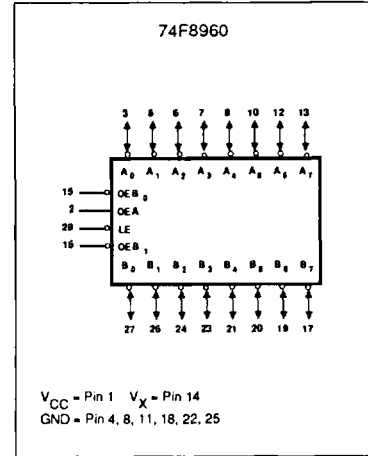 74F8960
3 5 6 7 9 10 12 13
A0 A1 A2 A3 A4 A5 A6 A7
15 OEB0
2 OEA
28 LE
16 OEB1
B0 B1 B2 B3 B4 B5 B6 B7
27 26 24 23 21 20 19 17
VCC = Pin 1 VX = Pin 14
GND = Pin 4, 8, 11, 18, 22, 25